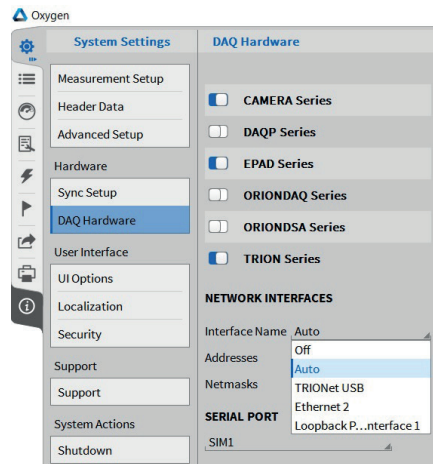 Oxygen
System Settings
Measurement Setup
Header Data
Advanced Setup
Hardware
Sync Setup
DAQ Hardware
User Interface
UI Options
Localization
Security
Support
Support
System Actions
Shutdown
DAQ Hardware
CAMERA Series
DAQP Series
EPAD Series
ORIONDAQ Series
ORIONDSA Series
TRION Series
NETWORK INTERFACES
Interface Name Auto
Addresses
Netmasks
Off
Auto
TRIONet USB
Ethernet 2
Loopback P...nterface 1
SERIAL PORT
SIM1